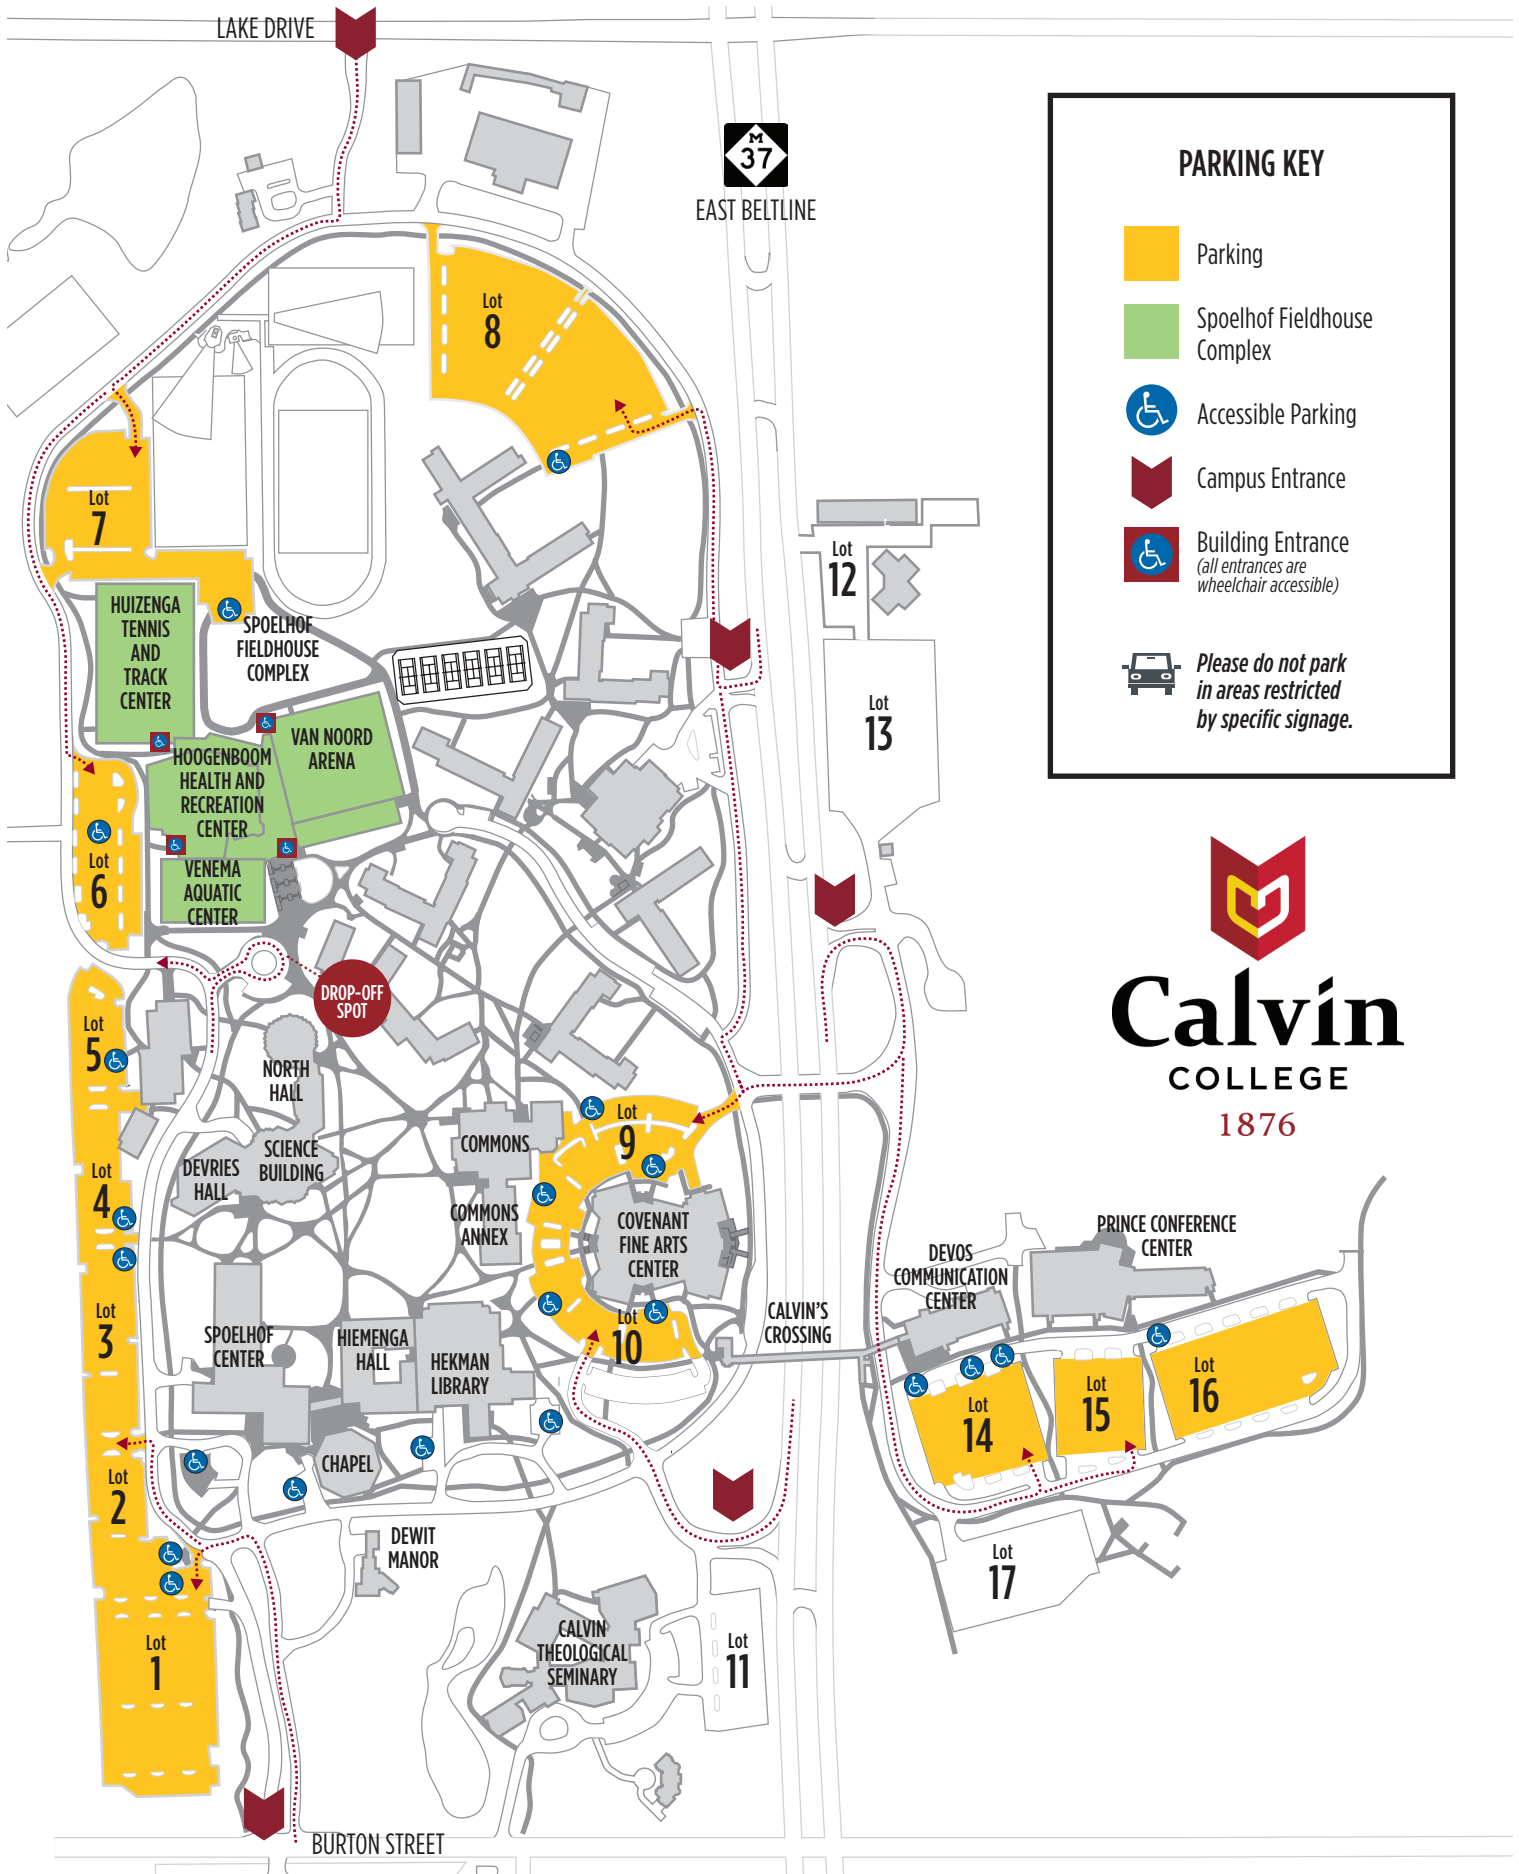 LAKE DRIVE
M
37
EAST BELTLINE
PARKING KEY
Parking
Spoelhof Fieldhouse
Complex
Accessible Parking
Campus Entrance
Building Entrance
(all entrances are
wheelchair accessible)
Please do not park
in areas restricted
by specific signage.
Lot
8
Lot
7
Lot
12
HUIZENGA
TENNIS
AND
TRACK
CENTER
SPOELHOF
FIELDHOUSE
COMPLEX
Lot
13
VAN NOORD
ARENA
HOOGENBOOM
HEALTH AND
RECREATION
CENTER
Lot
6
VENEMA
AQUATIC
CENTER
DROP-OFF
SPOT
Calvin
COLLEGE
1876
Lot
5
NORTH
HALL
Lot
9
COMMONS
SCIENCE
BUILDING
DEVRIES
HALL
Lot
4
COMMONS
ANNEX
COVENANT
FINE ARTS
CENTER
PRINCE CONFERENCE
CENTER
DEVOS
COMMUNICATION
CENTER
Lot
3
SPOELHOF
CENTER
HIEMENGA
HALL
HEKMAN
LIBRARY
Lot
10
CALVIN'S
CROSSING
Lot
14
Lot
15
Lot
16
CHAPEL
Lot
2
DEWIT
MANOR
Lot
17
Lot
1
CALVIN
THEOLOGICAL
SEMINARY
Lot
11
BURTON STREET